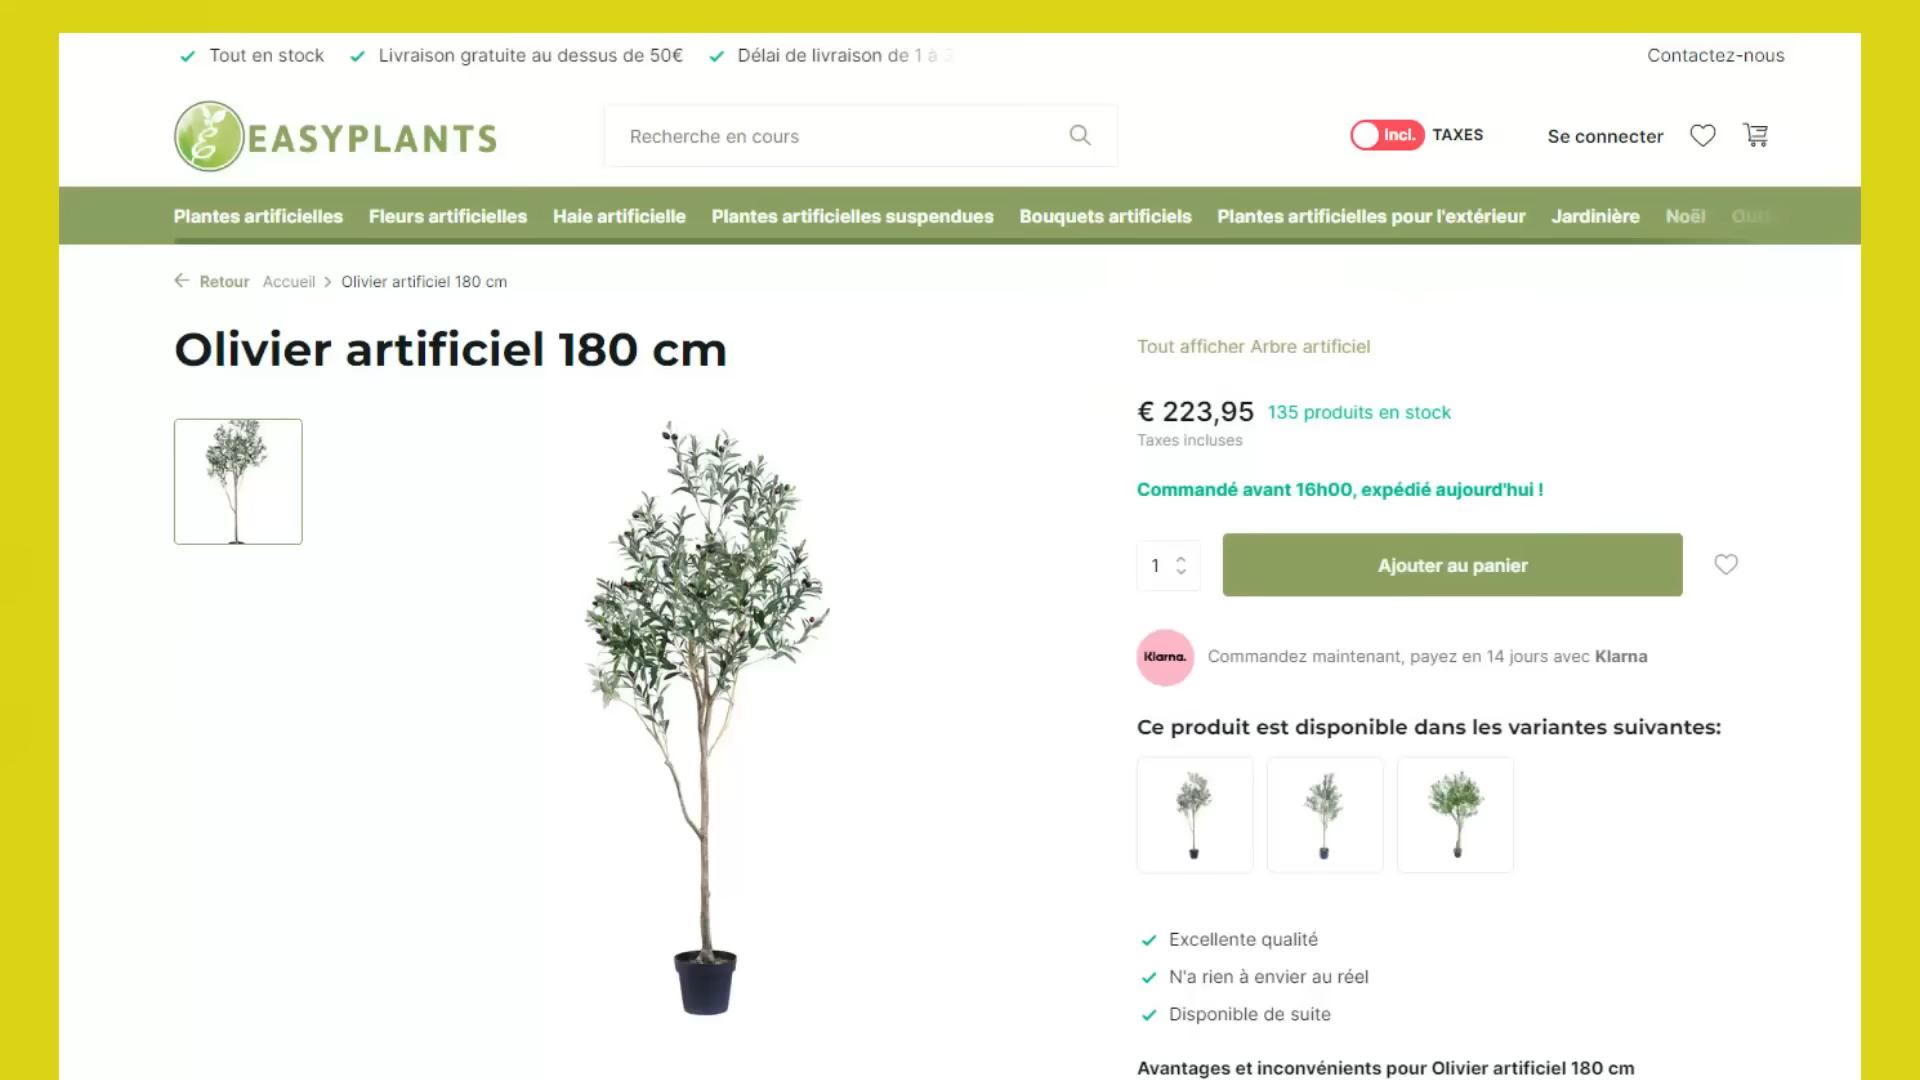 Tout en stock
Livraison gratuite au dessus de 50€
Délai de livraison de 1 à
Contactez-nous
EASYPLANTS
Recherche en cours
Incl. TAXES
Se connecter
Plantes artificielles
Fleurs artificielles
Haie artificielle
Plantes artificielles suspendues
Bouquets artificiels
Plantes artificielles pour l'extérieur
Jardinière
Noël
Retour
Accueil > Olivier artificiel 180 cm
Olivier artificiel 180 cm
Tout afficher Arbre artificiel
€ 223,95 135 produits en stock
Taxes incluses
Commandé avant 16h00, expédié aujourd'hui !
1
Ajouter au panier
Klarna.
Commandez maintenant, payez en 14 jours avec Klarna
Ce produit est disponible dans les variantes suivantes:
Excellente qualité
N'a rien à envier au réel
Disponible de suite
Avantages et inconvénients pour Olivier artificiel 180 cm